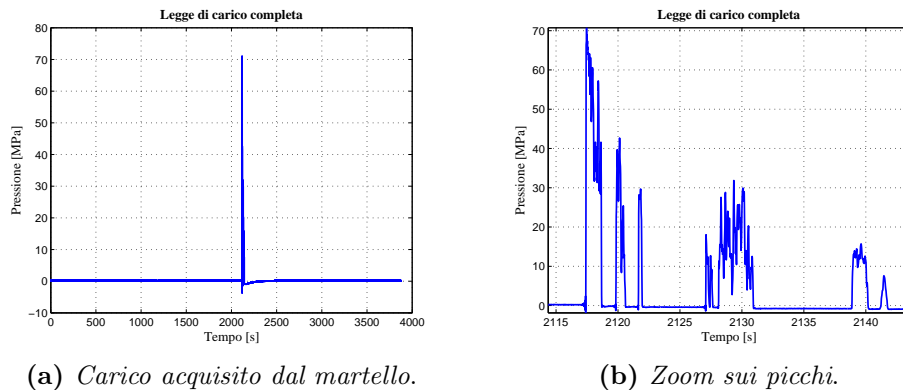 Legge di carico completa
80
70
60
50
40
30
20
10
0
−10
Pressione [MPa]
0 500 1000 1500 2000 2500 3000 3500 4000
Tempo [s]
(a) Carico acquisito dal martello.
Legge di carico completa
70
60
50
40
30
20
10
0
Pressione [MPa]
2115 2120 2125 2130 2135 2140
Tempo [s]
(b) Zoom sui picchi.